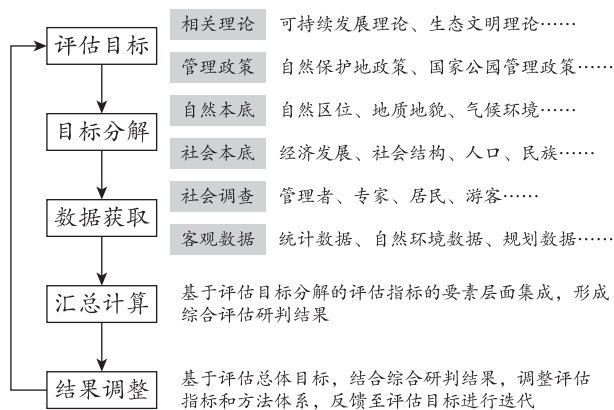 相关理论 可持续发展理论、生态文明理论……
评估目标
管理政策 自然保护地政策、国家公园管理政策……
自然本底 自然区位、地质地貌、气候环境……
目标分解
社会本底 经济发展、社会结构、人口、民族……
社会调查 管理者、专家、居民、游客……
数据获取
客观数据 统计数据、自然环境数据、规划数据……
汇总计算
基于评估目标分解的评估指标的要素层面集成，形成
综合评估研判结果
结果调整
基于评估总体目标，结合综合研判结果，调整评估
指标和方法体系，反馈至评估目标进行迭代